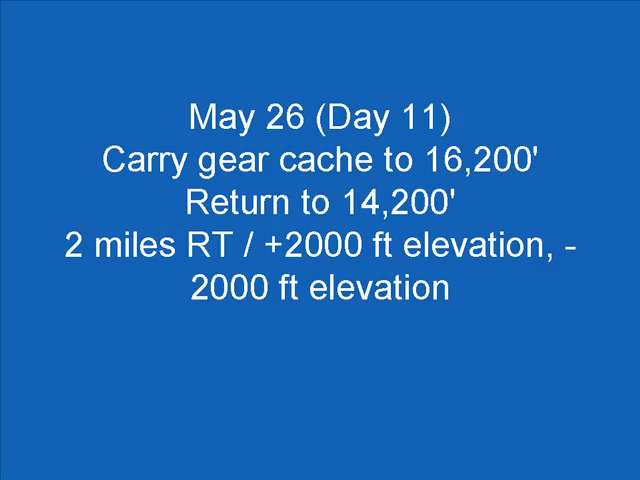 May 26 (Day 11)
Carry gear cache to 16,200'
Return to 14,200'
2 miles RT / +2000 ft elevation, -
2000 ft elevation